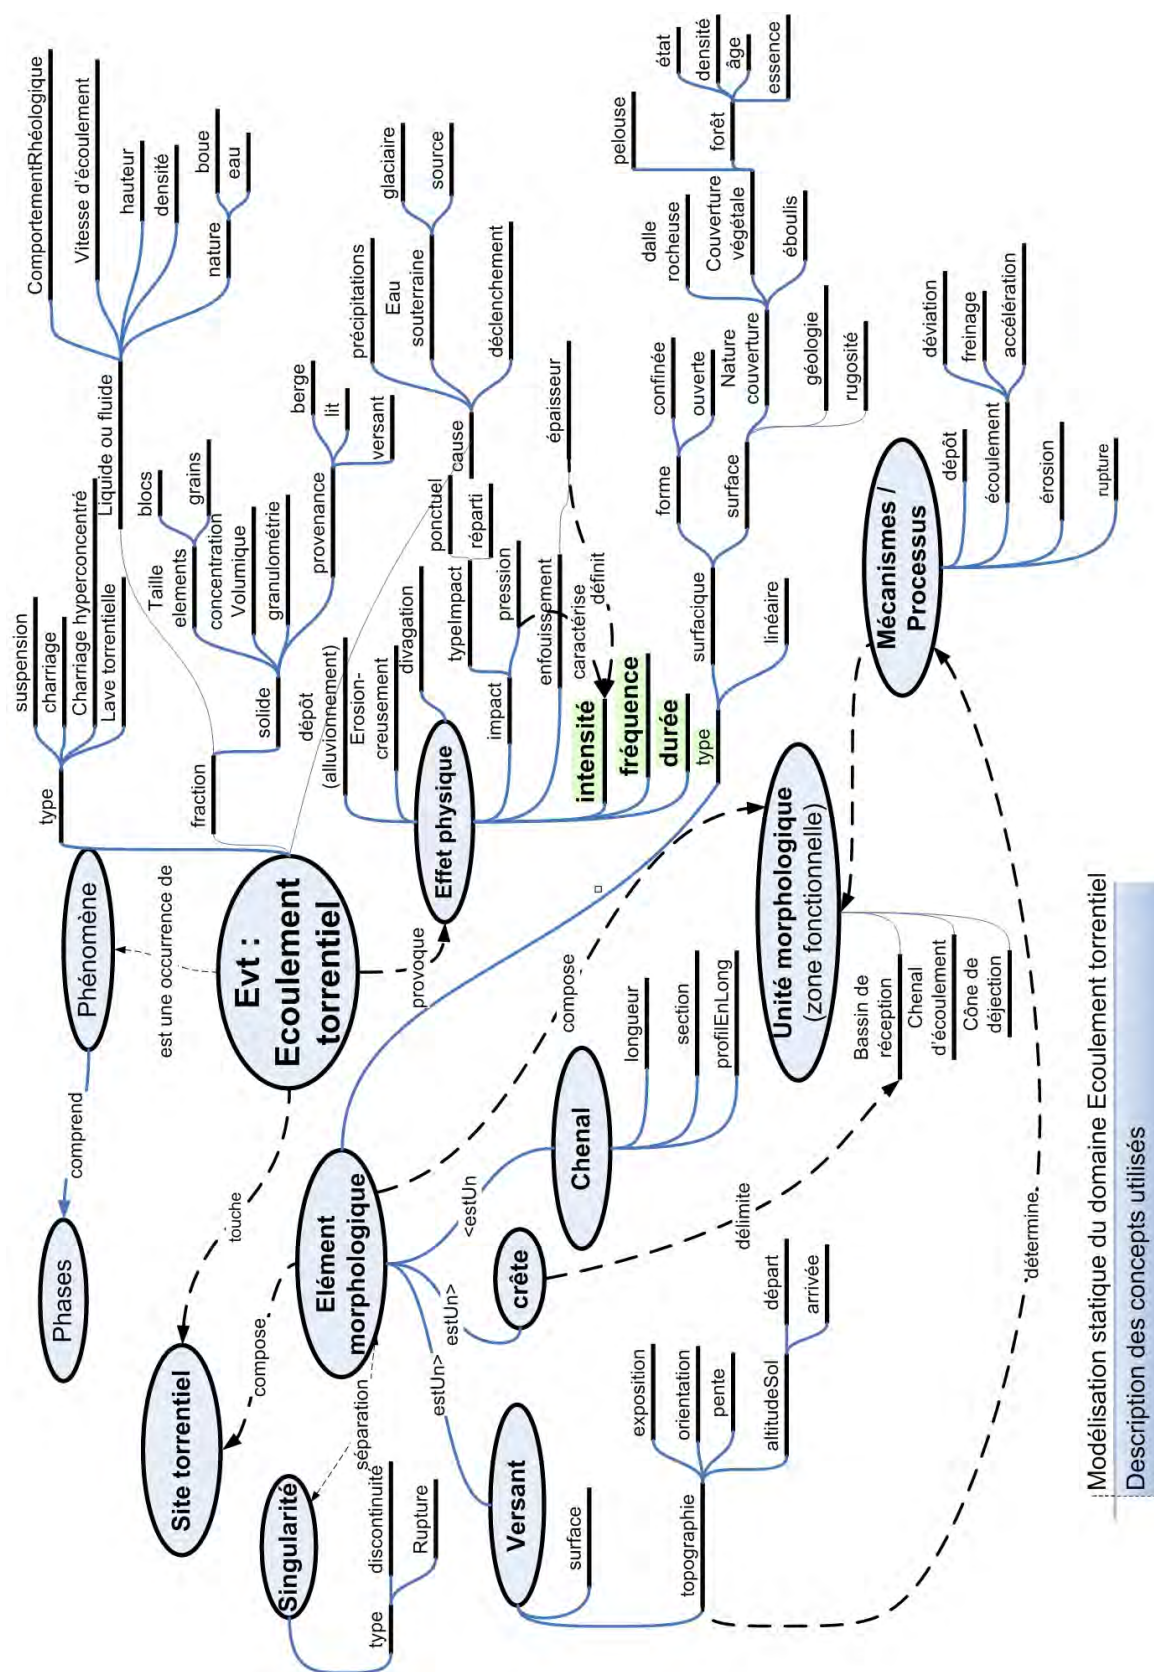 Phases
comprend
Phénomène
est une occurrence de
type
suspension
charriage
Charriage hyperconcentré
Lave torrentielle
Evt :
Ecoulement
torrentiel
fraction
Liquide ou fluide
ComportementRhéologique
Vitesse d'écoulement
hauteur
densité
nature
boue
eau
solide
Taille
elements
blocs
grains
concentration
Volumique
granulométrie
provenance
berge
lit
versant
cause
précipitations
Eau
souterraine
glaciaire
source
déclenchement
touche
Site torrentiel
compose
provoque
Effet physique
dépôt
(alluvionnement)
Erosion-
creusement
divagation
impact
typeImpact
ponctuel
réparti
pression
enfouissement
épaisseur
caractérise
définit
intensité
fréquence
durée
Elément
morphologique
type
surfacique
forme
confinée
ouverte
surface
Nature
couverture
dalle
rocheuse
Couverture
végétale
pelouse
forêt
état
densité
âge
essence
éboulis
géologie
rugosité
linéaire
Singularité
séparation
type
discontinuité
Rupture
estUn>
Versant
surface
topographie
exposition
orientation
pente
altitudeSol
départ
arrivée
estUn>
crête
délimite
<estUn
Chenal
longueur
section
profilEnLong
compose
Unité morphologique
(zone fonctionnelle)
Bassin de
réception
Chenal
d'écoulement
Cône de
déjection
Mécanismes /
Processus
dépôt
écoulement
déviation
freinage
accélération
érosion
rupture
détermine
Modélisation statique du domaine Ecoulement torrentiel
Description des concepts utilisés